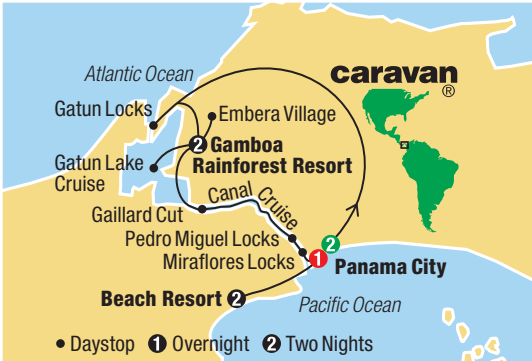 Atlantic Ocean
caravan
®
Gatun Locks
Embera Village
2 Gamboa
Rainforest Resort
Gatun Lake
Cruise
Canal Cruise
Gaillard Cut
Pedro Miguel Locks
Miraflores Locks
2
1
Panama City
Beach Resort 2
Pacific Ocean
• Daystop 1 Overnight 2 Two Nights